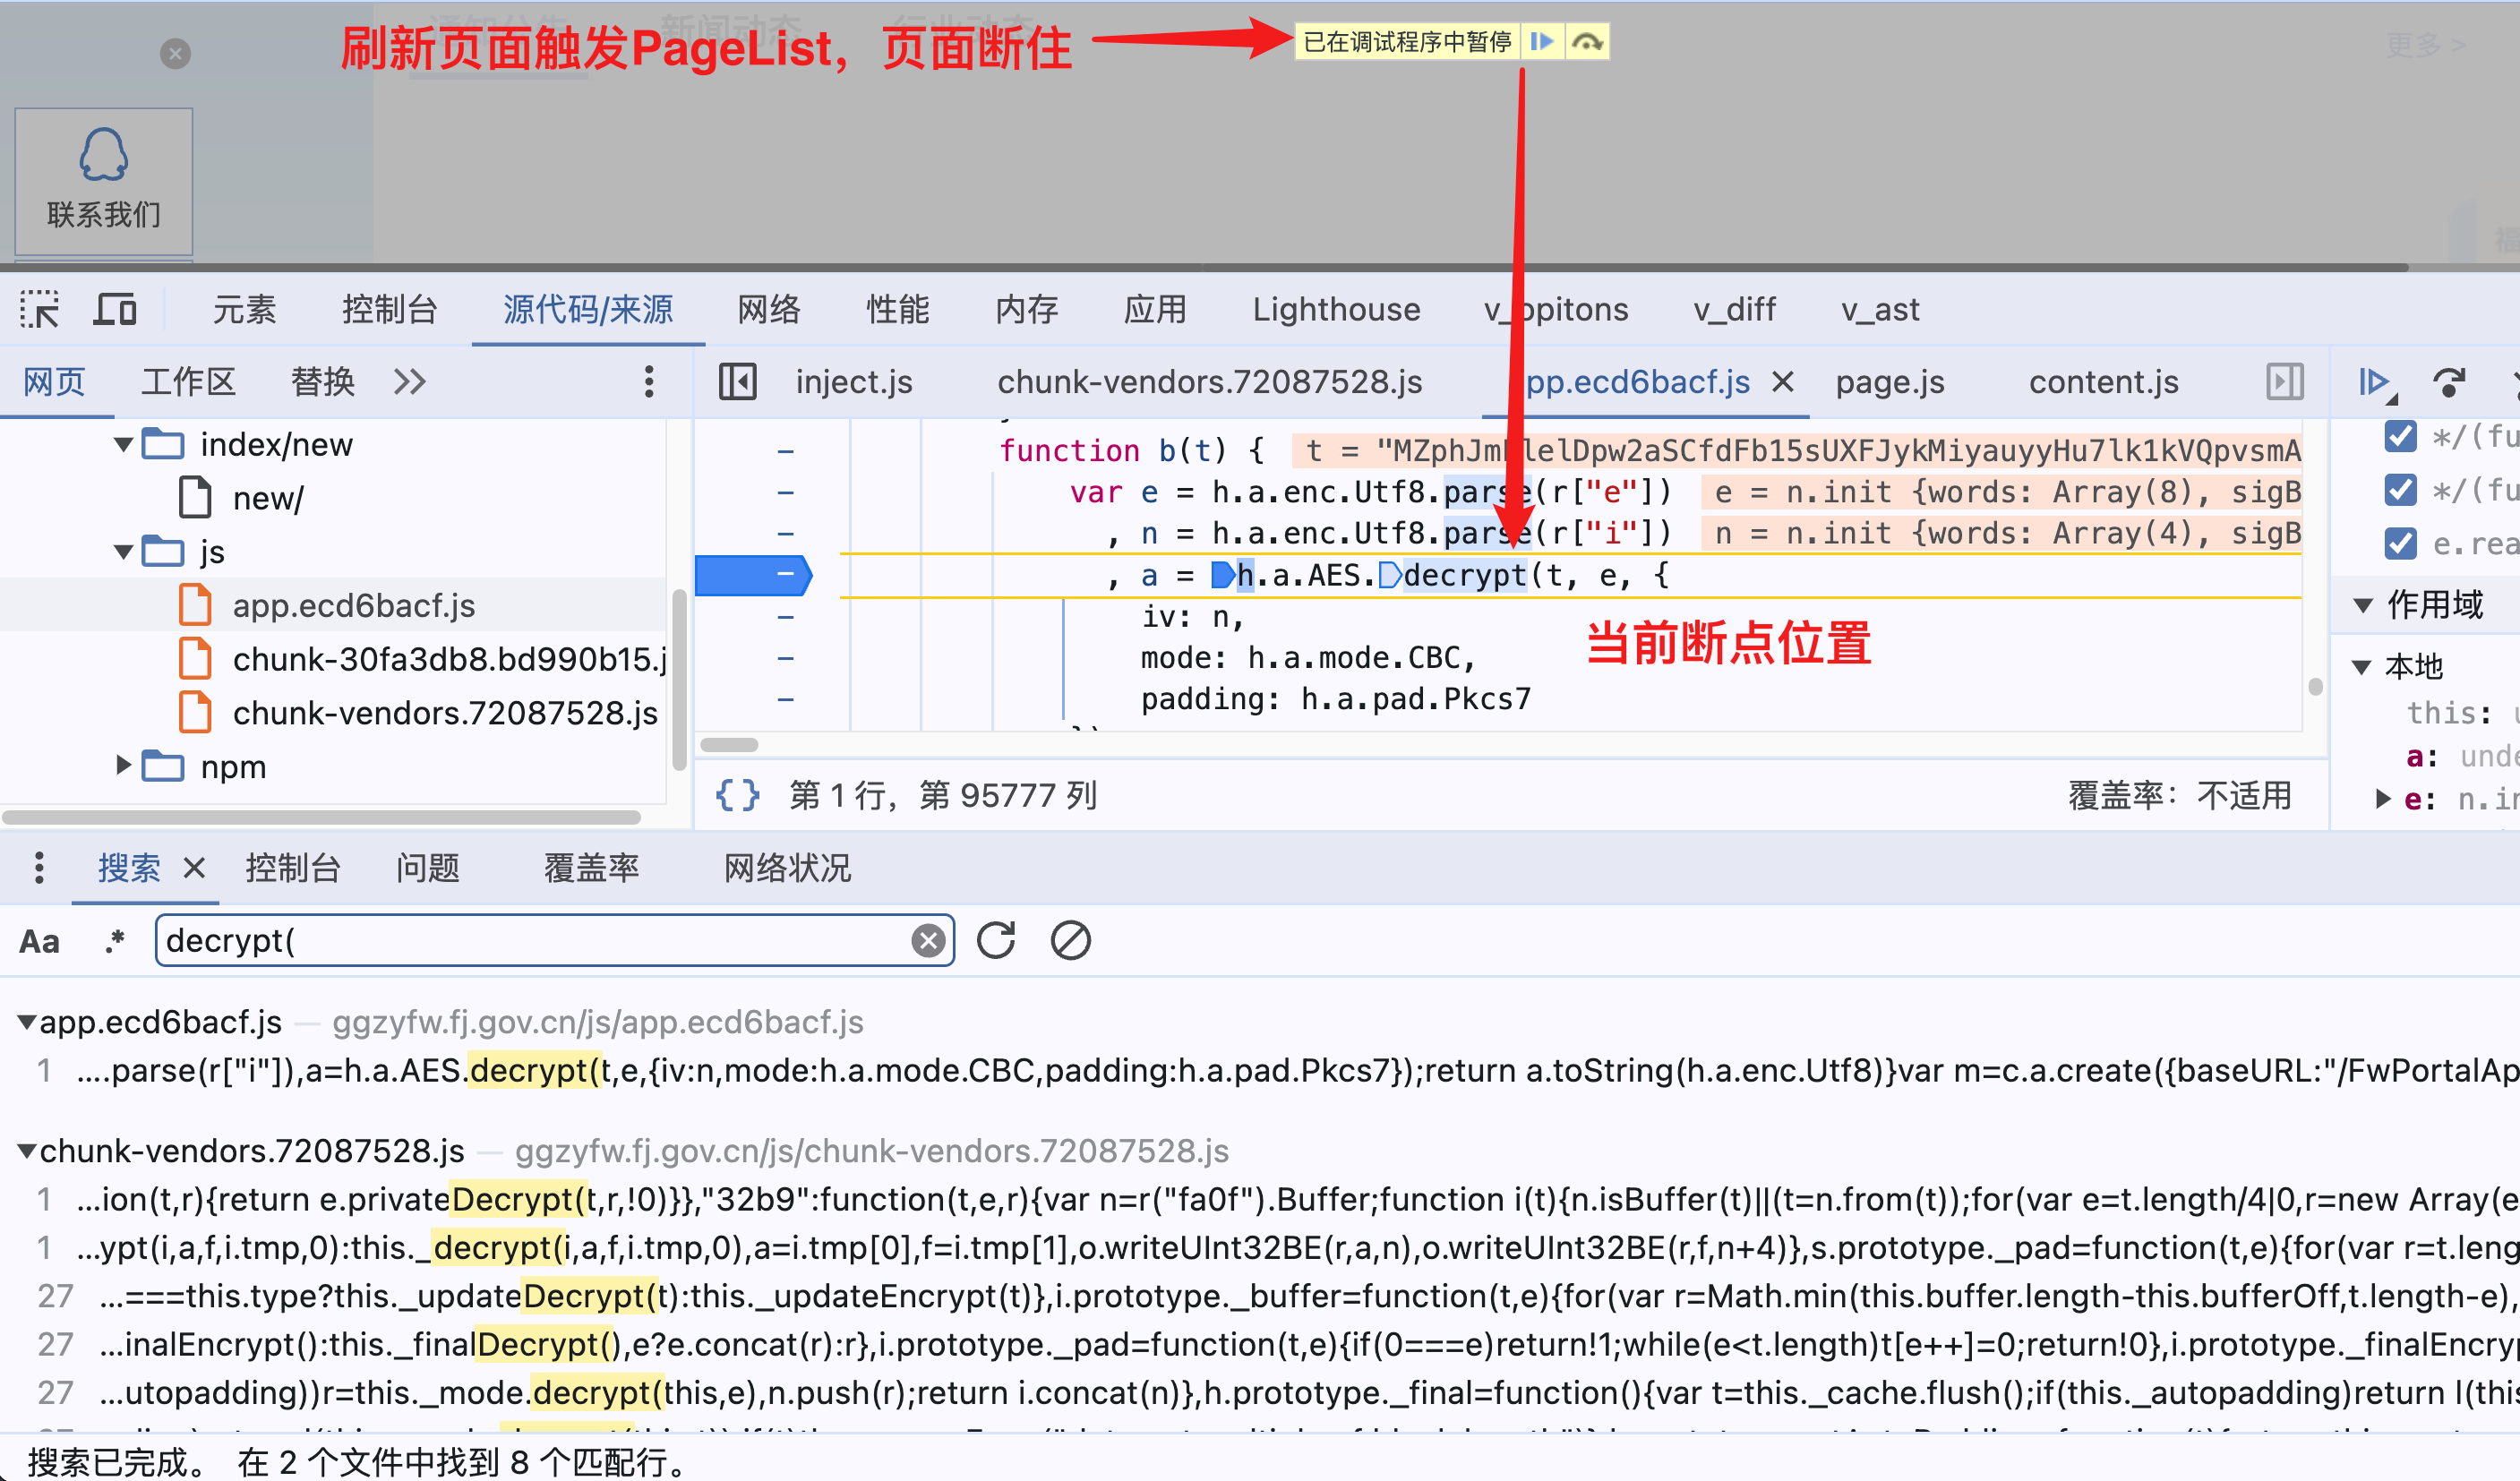 通知公告 新闻动态 行业动态
更多 >
刷新页面触发PageList，页面断住
已在调试程序中暂停
联系我们
福
元素 控制台 源代码/来源 网络 性能 内存 应用 Lighthouse v_opitons v_diff v_ast
网页 工作区 替换
inject.js chunk-vendors.72087528.js pp.ecd6bacf.js page.js content.js
index/new
new/
js
app.ecd6bacf.js
chunk-30fa3db8.bd990b15.j
chunk-vendors.72087528.js
npm
function b(t) {
var e = h.a.enc.Utf8.parse(r["e"]) e = n.init {words: Array(8), sigB
, n = h.a.enc.Utf8.parse(r["i"]) n = n.init {words: Array(4), sigB
, a = h.a.AES.decrypt(t, e, {
iv: n,
mode: h.a.mode.CBC,
padding: h.a.pad.Pkcs7
当前断点位置
{} 第 1 行，第 95777 列
覆盖率：不适用
*/(fu
*/(fu
e.rea
作用域
本地
this:
a: unde
e: n.in
搜索 控制台 问题 覆盖率 网络状况
Aa .* decrypt(
app.ecd6bacf.js — ggzyfw.fj.gov.cn/js/app.ecd6bacf.js
1 ….parse(r["i"]),a=h.a.AES.decrypt(t,e,{iv:n,mode:h.a.mode.CBC,padding:h.a.pad.Pkcs7});return a.toString(h.a.enc.Utf8)}var m=c.a.create({baseURL:"/FwPortalAp
chunk-vendors.72087528.js — ggzyfw.fj.gov.cn/js/chunk-vendors.72087528.js
1 …ion(t,r){return e.privateDecrypt(t,r,!0)}},"32b9":function(t,e,r){var n=r("fa0f").Buffer;function i(t){n.isBuffer(t)||(t=n.from(t));for(var e=t.length/4|0,r=new Array(e
1 …ypt(i,a,f,i.tmp,0):this._decrypt(i,a,f,i.tmp,0),a=i.tmp[0],f=i.tmp[1],o.writeUInt32BE(r,a,n),o.writeUInt32BE(r,f,n+4)},s.prototype._pad=function(t,e){for(var r=t.leng
27 …===this.type?this._updateDecrypt(t):this._updateEncrypt(t)},i.prototype._buffer=function(t,e){for(var r=Math.min(this.buffer.length-this.bufferOff,t.length-e),
27 …inalEncrypt():this._finalDecrypt(),e?e.concat(r):r},i.prototype._pad=function(t,e){if(0===e)return!1;while(e<t.length)t[e++]=0;return!0},i.prototype._finalEncry
27 …utopadding))r=this._mode.decrypt(this,e),n.push(r);return i.concat(n)},h.prototype._final=function(){var t=this._cache.flush();if(this._autopadding)return l(this
搜索已完成。 在 2 个文件中找到 8 个匹配行。